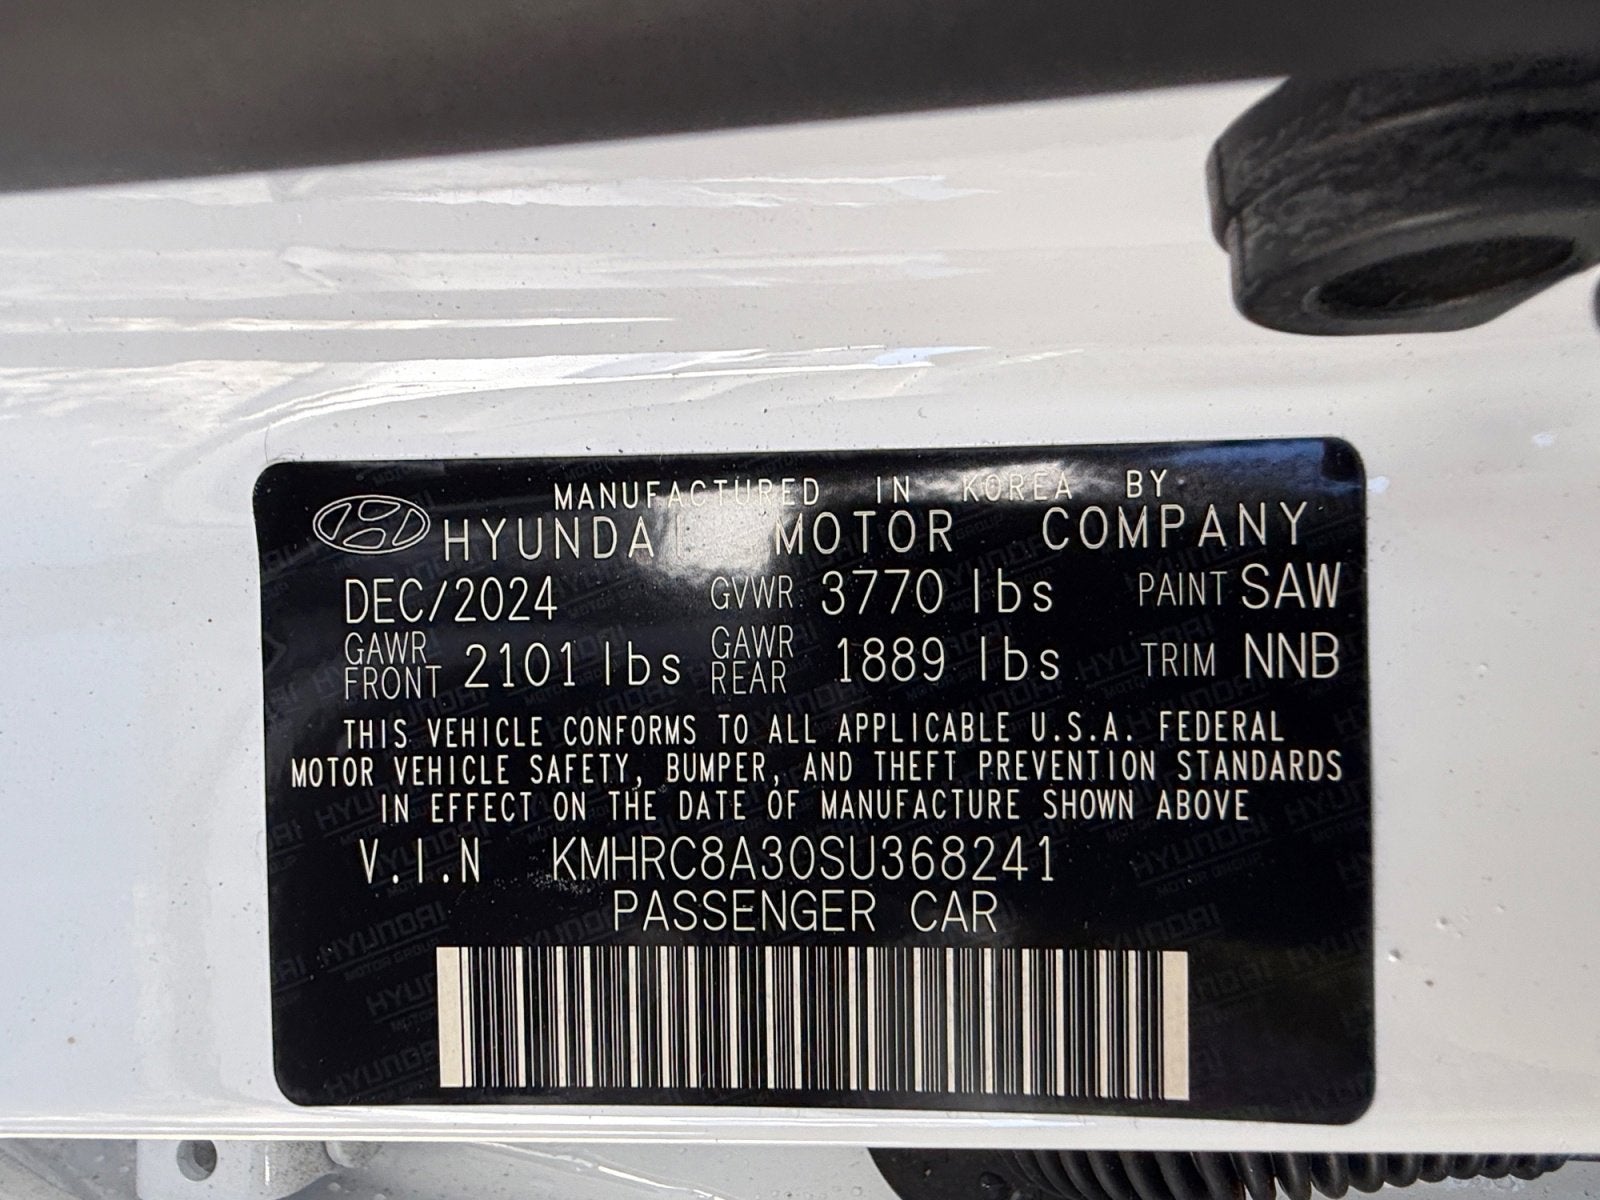 MANUFACTURED IN KOREA BY
HYUNDAI MOTOR COMPANY
DEC/2024 GVWR 3770 lbs PAINT SAW
GAWR FRONT 2101 lbs GAWR REAR 1889 lbs TRIM NNB
THIS VEHICLE CONFORMS TO ALL APPLICABLE U.S.A. FEDERAL
MOTOR VEHICLE SAFETY, BUMPER, AND THEFT PREVENTION STANDARDS
IN EFFECT ON THE DATE OF MANUFACTURE SHOWN ABOVE
V.I.N KMHRC8A30SU368241
PASSENGER CAR